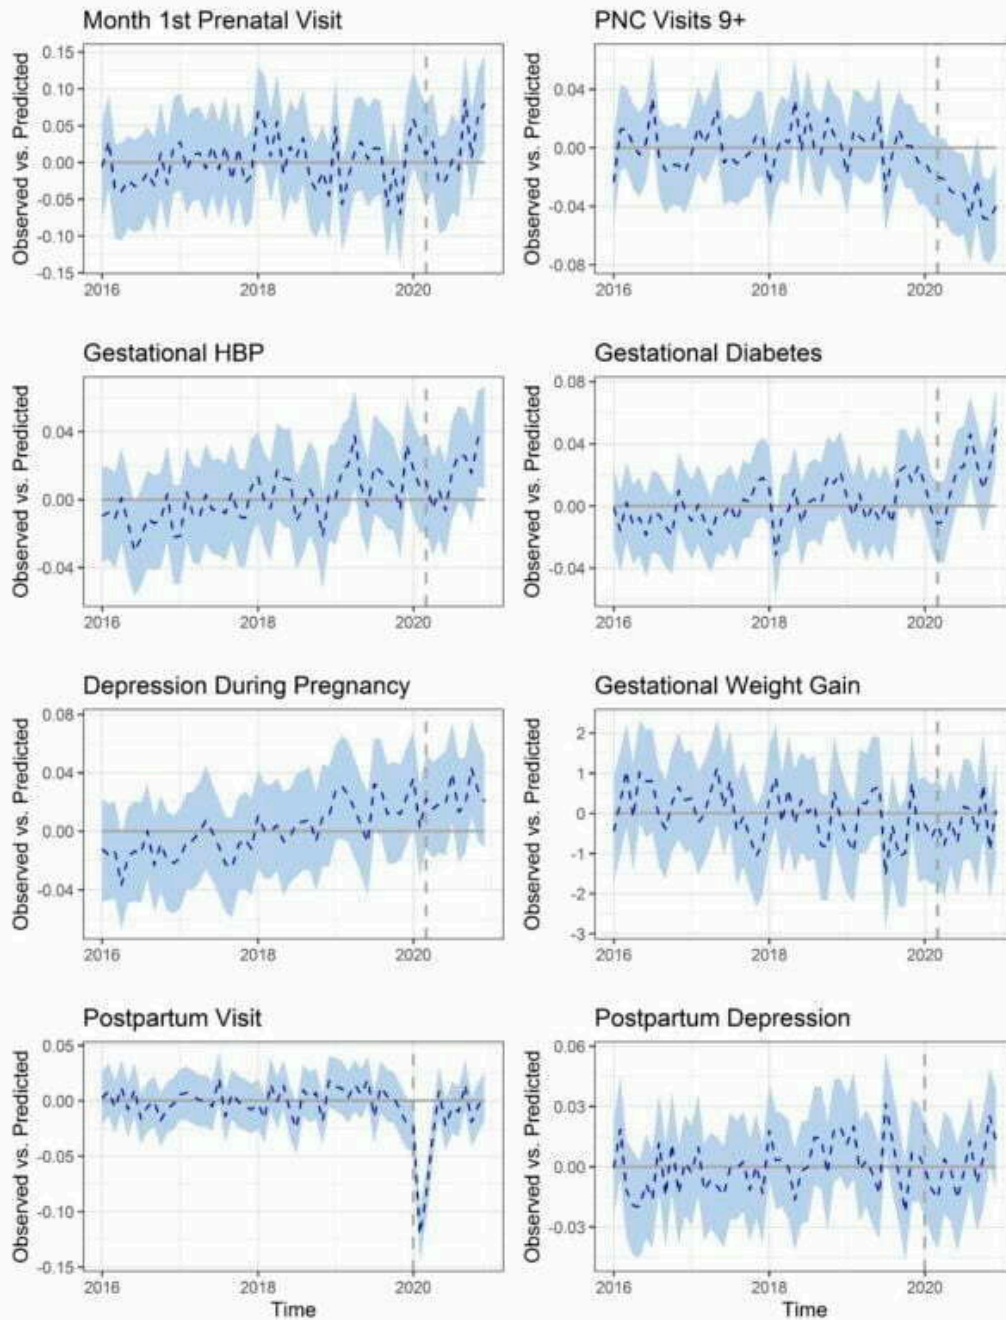 Month 1st Prenatal Visit
Observed vs. Predicted
0.15
0.10
0.05
0.00
-0.05
-0.10
-0.15
2016 2018 2020
PNC Visits 9+
Observed vs. Predicted
0.04
0.00
-0.04
-0.08
2016 2018 2020
Gestational HBP
Observed vs. Predicted
0.04
0.00
-0.04
2016 2018 2020
Gestational Diabetes
Observed vs. Predicted
0.08
0.04
0.00
-0.04
2016 2018 2020
Depression During Pregnancy
Observed vs. Predicted
0.08
0.04
0.00
-0.04
2016 2018 2020
Gestational Weight Gain
Observed vs. Predicted
2
1
0
-1
-2
-3
2016 2018 2020
Postpartum Visit
Observed vs. Predicted
0.05
0.00
-0.05
-0.10
-0.15
2016 2018 2020
Time
Postpartum Depression
Observed vs. Predicted
0.06
0.03
0.00
-0.03
2016 2018 2020
Time